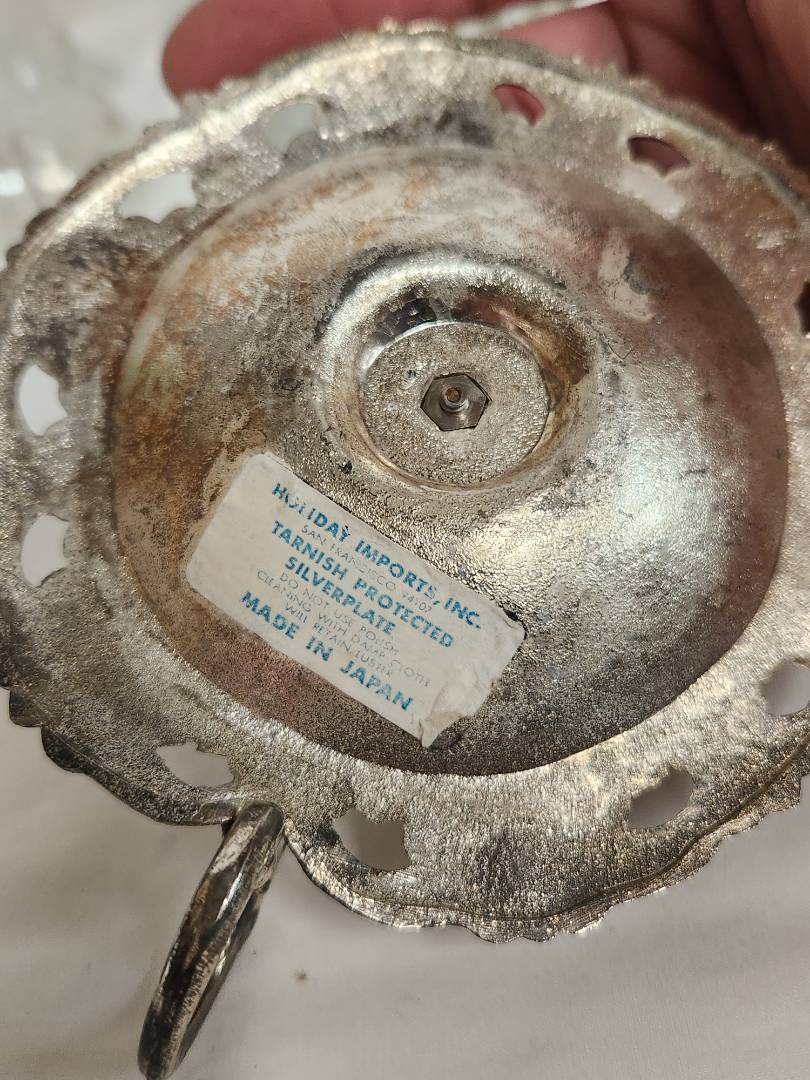 HOLIDAY IMPORTS, INC.
SAN FRANCISCO 94107
TARNISH PROTECTED
SILVERPLATE
DO NOT USE POLISH
CLEANING WITH DAMP CLOTH
WILL RETAIN LUSTER
MADE IN JAPAN